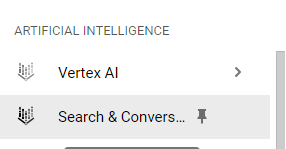 ARTIFICIAL INTELLIGENCE
Vertex AI
Search & Convers...